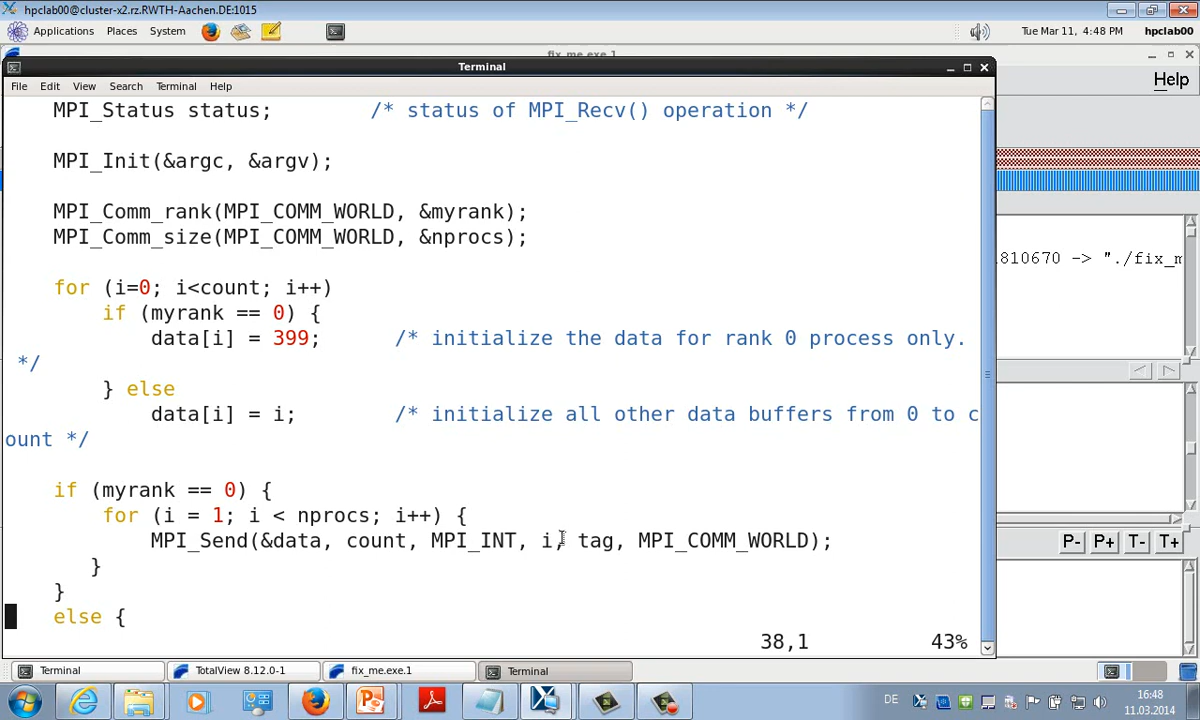 hpclab00@cluster-x2.rz.RWTH-Aachen.DE:1015
Applications Places System Tue Mar 11, 4:48 PM hpclab00
fix_me.exe.1
Terminal
Help
File Edit View Search Terminal Help
MPI_Status status; /* status of MPI_Recv() operation */
MPI_Init(&argc, &argv);
MPI_Comm_rank(MPI_COMM_WORLD, &myrank);
MPI_Comm_size(MPI_COMM_WORLD, &nprocs);
for (i=0; i<count; i++)
if (myrank == 0) {
810670 -> "./fix_m
data[i] = 399; /* initialize the data for rank 0 process only.
*/
} else
data[i] = i; /* initialize all other data buffers from 0 to c
ount */
if (myrank == 0) {
for (i = 1; i < nprocs; i++) {
MPI_Send(&data, count, MPI_INT, i, tag, MPI_COMM_WORLD);
P- P+ T- T+
}
}
else {
38,1 43%
Terminal TotalView 8.12.0-1 fix_me.exe.1 Terminal
DE 16:48
11.03.2014